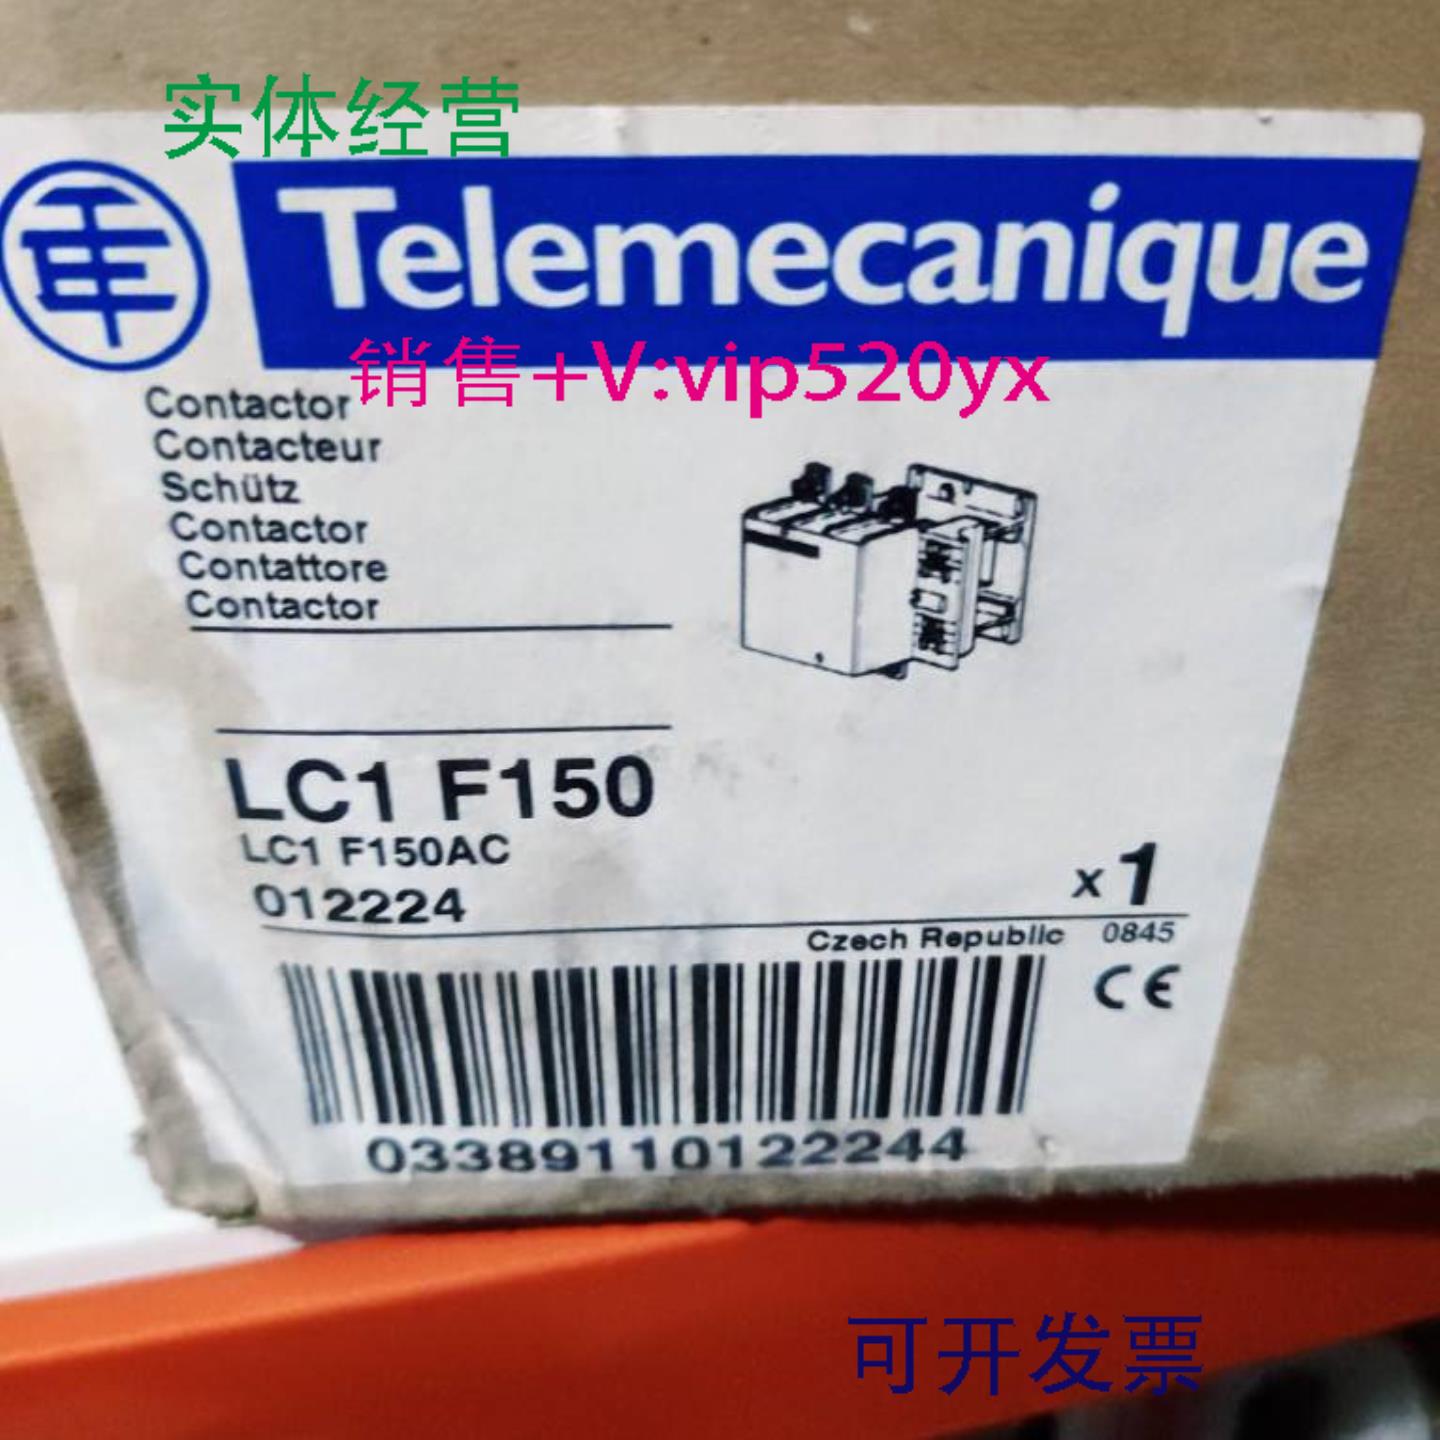 实体经营
Telemecanique
销售+V:vip520yx
Contactor
Contacteur
Schütz
Contactor
Contattore
Contactor
LC1 F150
LC1 F150AC
012224
x 1
Czech Republic 0845
CE
03389110122244
可开发票